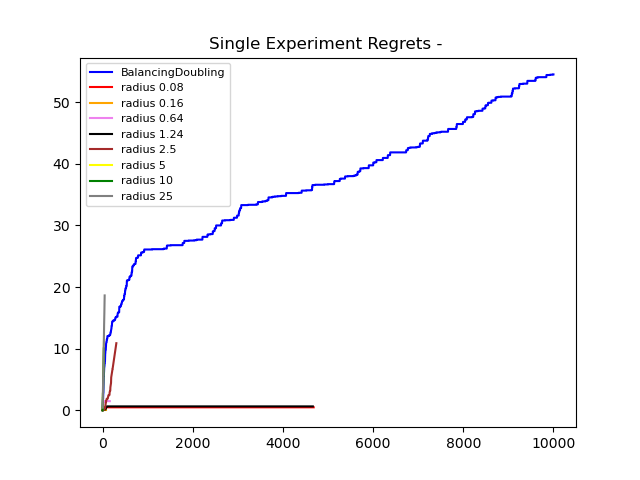 Single Experiment Regrets -
BalancingDoubling
radius 0.08
radius 0.16
radius 0.64
radius 1.24
radius 2.5
radius 5
radius 10
radius 25
50
40
30
20
10
0
0 2000 4000 6000 8000 10000